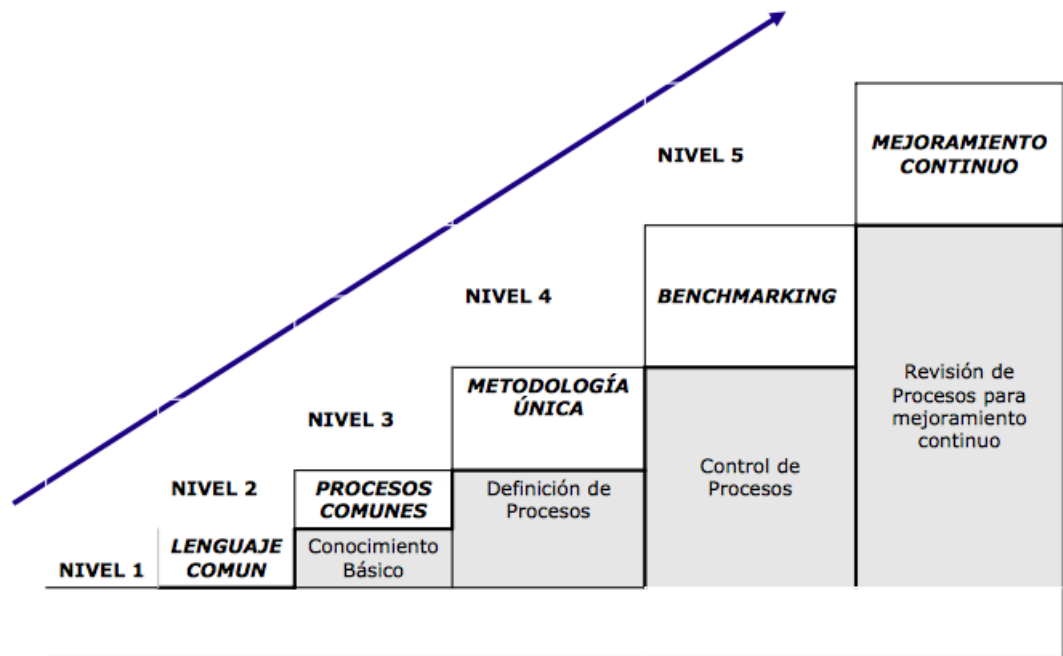 NIVEL 5
MEJORAMIENTO
CONTINUO
NIVEL 4
BENCHMARKING
Revisión de
Procesos para
mejoramiento
continuo
NIVEL 3
METODOLOGÍA
ÚNICA
Control de
Procesos
NIVEL 2
PROCESOS
COMUNES
Definición de
Procesos
NIVEL 1
LENGUAJE
COMUN
Conocimiento
Básico